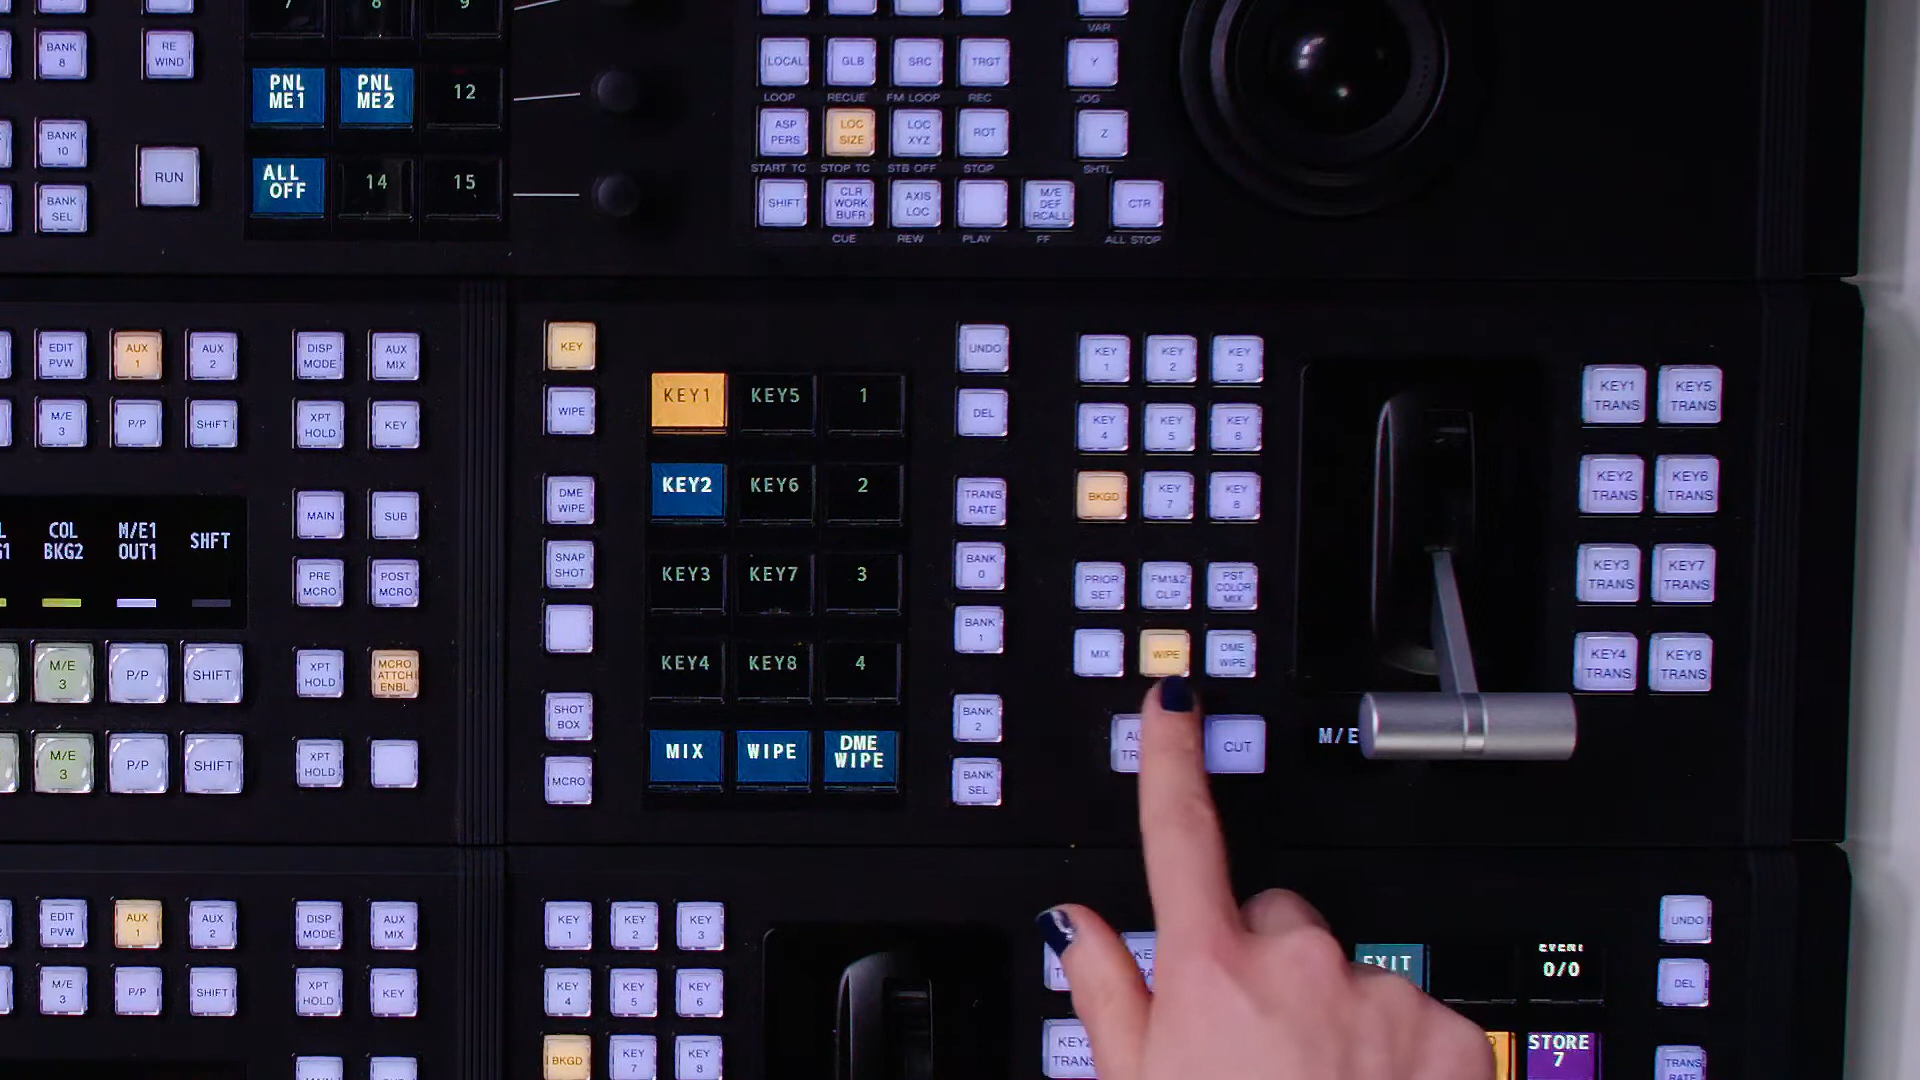 7 8 9
BANK 8
RE WIND
PNL ME1
PNL ME2
12
BANK 10
RUN
BANK SEL
ALL OFF
14
15
VAR
LOCAL GLB SRC TRGT Y
LOOP RECUE FM LOOP REC JOG
ASP PERS
LOC SIZE
LOC XYZ
ROT
Z
START TC STOP TC STB OFF STOP SHTL
SHIFT
CLR WORK BUFR
AXIS LOC
M/E DEF RCALL
CTR
CUE REW PLAY FF ALL STOP
EDIT PVW
AUX 1
AUX 2
DISP MODE
AUX MIX
M/E 3
P/P
SHIFT
XPT HOLD
KEY
MAIN
SUB
COL BKG2
M/E1 OUT1
SHFT
PRE MCRO
POST MCRO
M/E 3
P/P
SHIFT
XPT HOLD
MCRO ATTCH ENBL
M/E 3
P/P
SHIFT
XPT HOLD
KEY
WIPE
DME WIPE
SNAP SHOT
SHOT BOX
MCRO
KEY1 KEY5 1
KEY2 KEY6 2
KEY3 KEY7 3
KEY4 KEY8 4
MIX WIPE DME WIPE
UNDO
DEL
TRANS RATE
BANK 0
BANK 1
BANK 2
BANK SEL
KEY 1
KEY 2
KEY 3
KEY 4
KEY 5
KEY 6
BKGD
KEY 7
KEY 8
PRIOR SET
FM1&2 CLIP
PST COLOR MIX
MIX
WIPE
DME WIPE
CUT
M/E
KEY1 TRANS
KEY5 TRANS
KEY2 TRANS
KEY6 TRANS
KEY3 TRANS
KEY7 TRANS
KEY4 TRANS
KEY8 TRANS
EDIT PVW
AUX 1
AUX 2
DISP MODE
AUX MIX
M/E 3
P/P
SHIFT
XPT HOLD
KEY
KEY 1
KEY 2
KEY 3
KEY 4
KEY 5
KEY 6
BKGD
KEY 7
KEY 8
KEY2 TRANS
EXIT
EVENT
0/0
STORE 7
UNDO
DEL
TRANS RATE